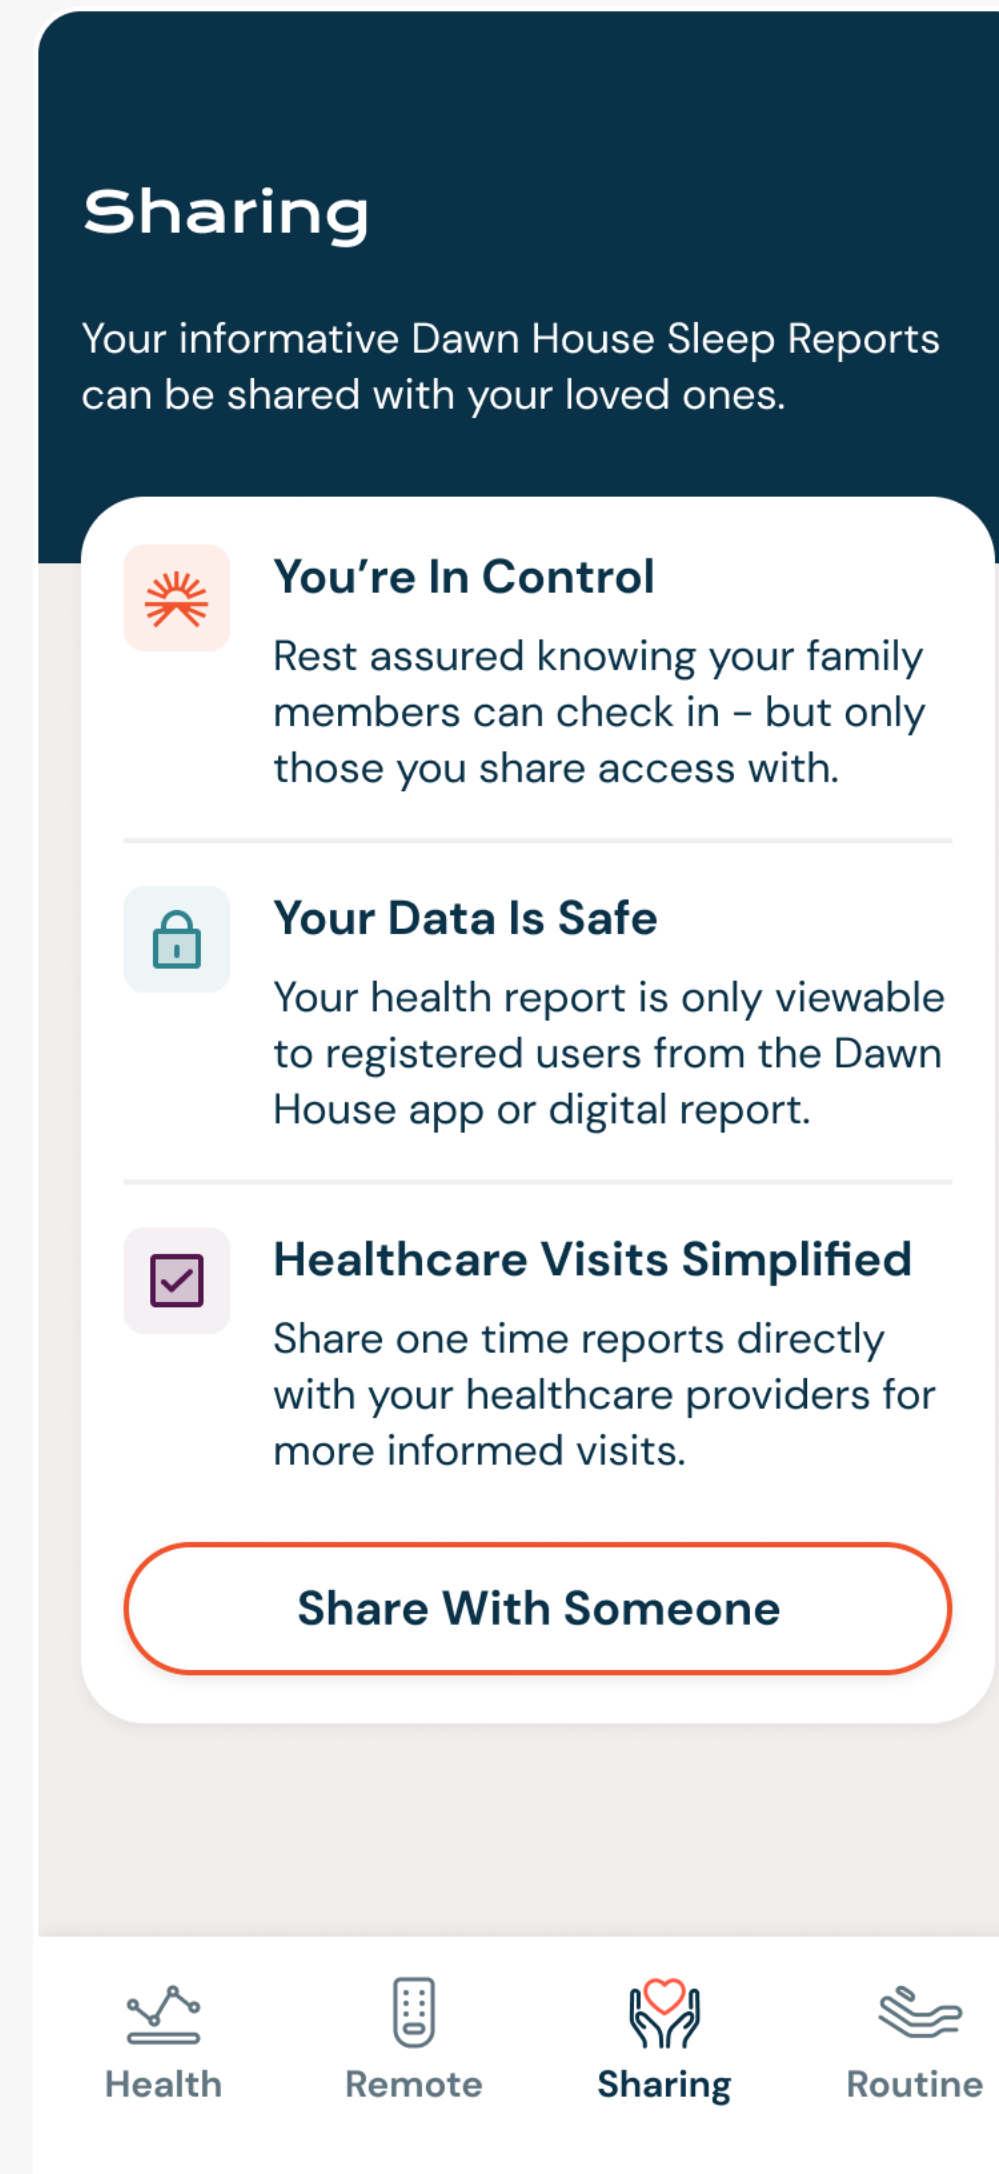 Sharing
Your informative Dawn House Sleep Reports
can be shared with your loved ones.
You’re In Control
Rest assured knowing your family
members can check in - but only
those you share access with.
Your Data Is Safe
Your health report is only viewable
to registered users from the Dawn
House app or digital report.
Healthcare Visits Simplified
Share one time reports directly
with your healthcare providers for
more informed visits.
Share With Someone
Health Remote Sharing Routine